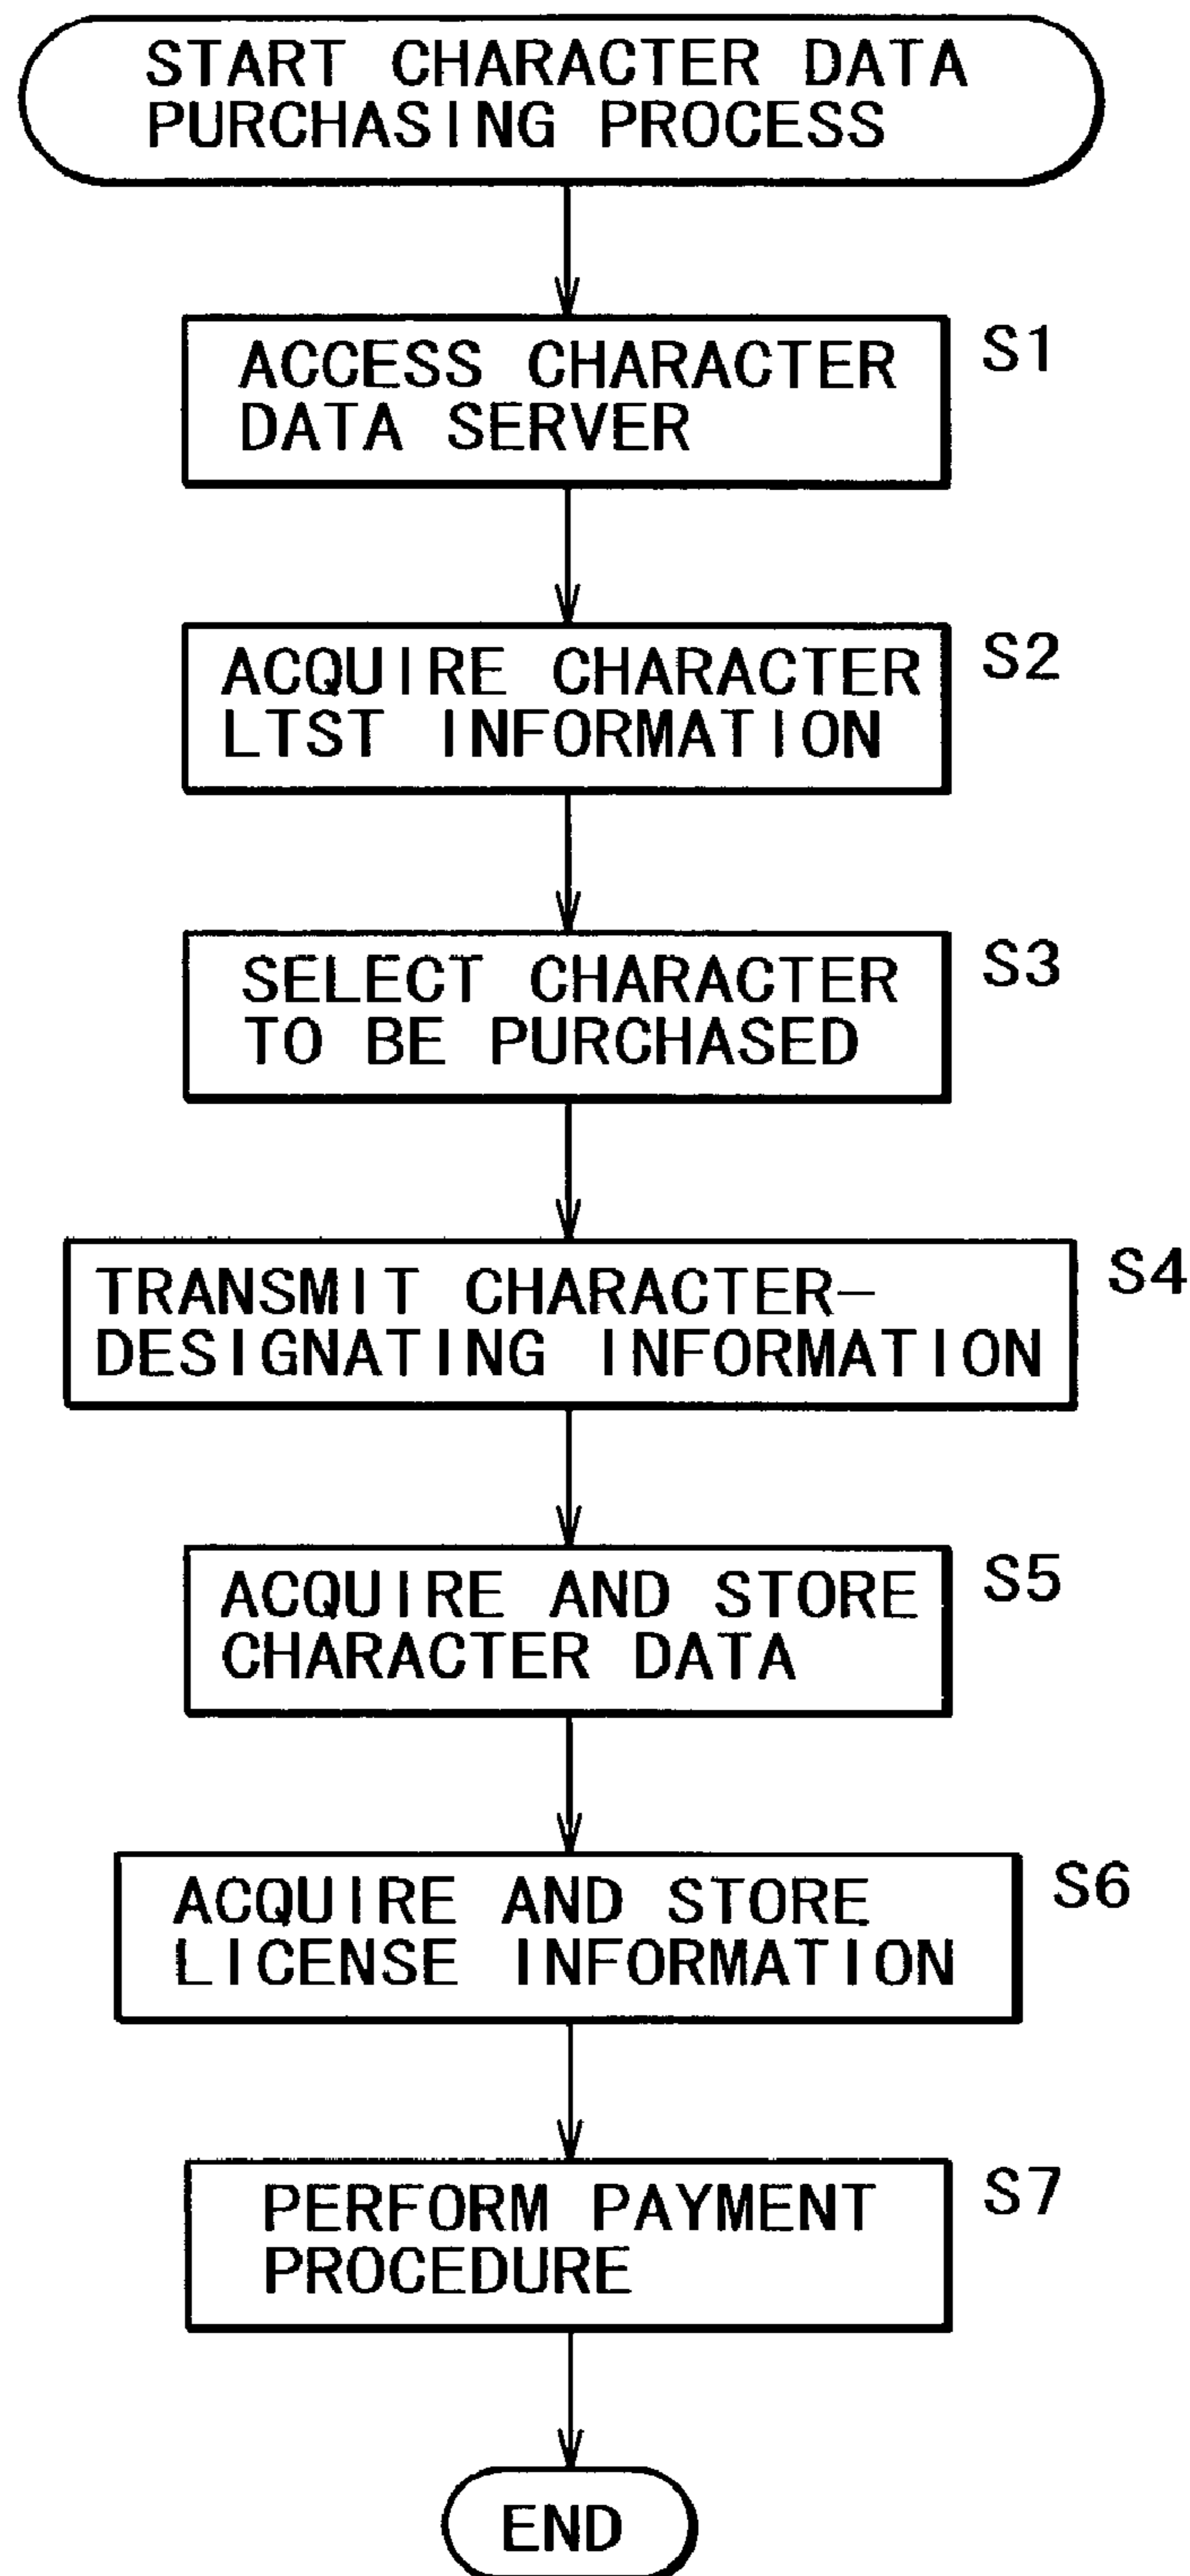 START CHARACTER DATA
PURCHASING PROCESS
ACCESS CHARACTER
DATA SERVER
S1
ACQUIRE CHARACTER
LTST INFORMATION
S2
SELECT CHARACTER
TO BE PURCHASED
S3
TRANSMIT CHARACTER-
DESIGNATING INFORMATION
S4
ACQUIRE AND STORE
CHARACTER DATA
S5
ACQUIRE AND STORE
LICENSE INFORMATION
S6
PERFORM PAYMENT
PROCEDURE
S7
END